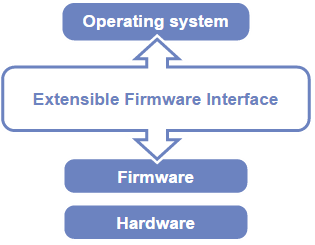 Operating system
Extensible Firmware Interface
Firmware
Hardware